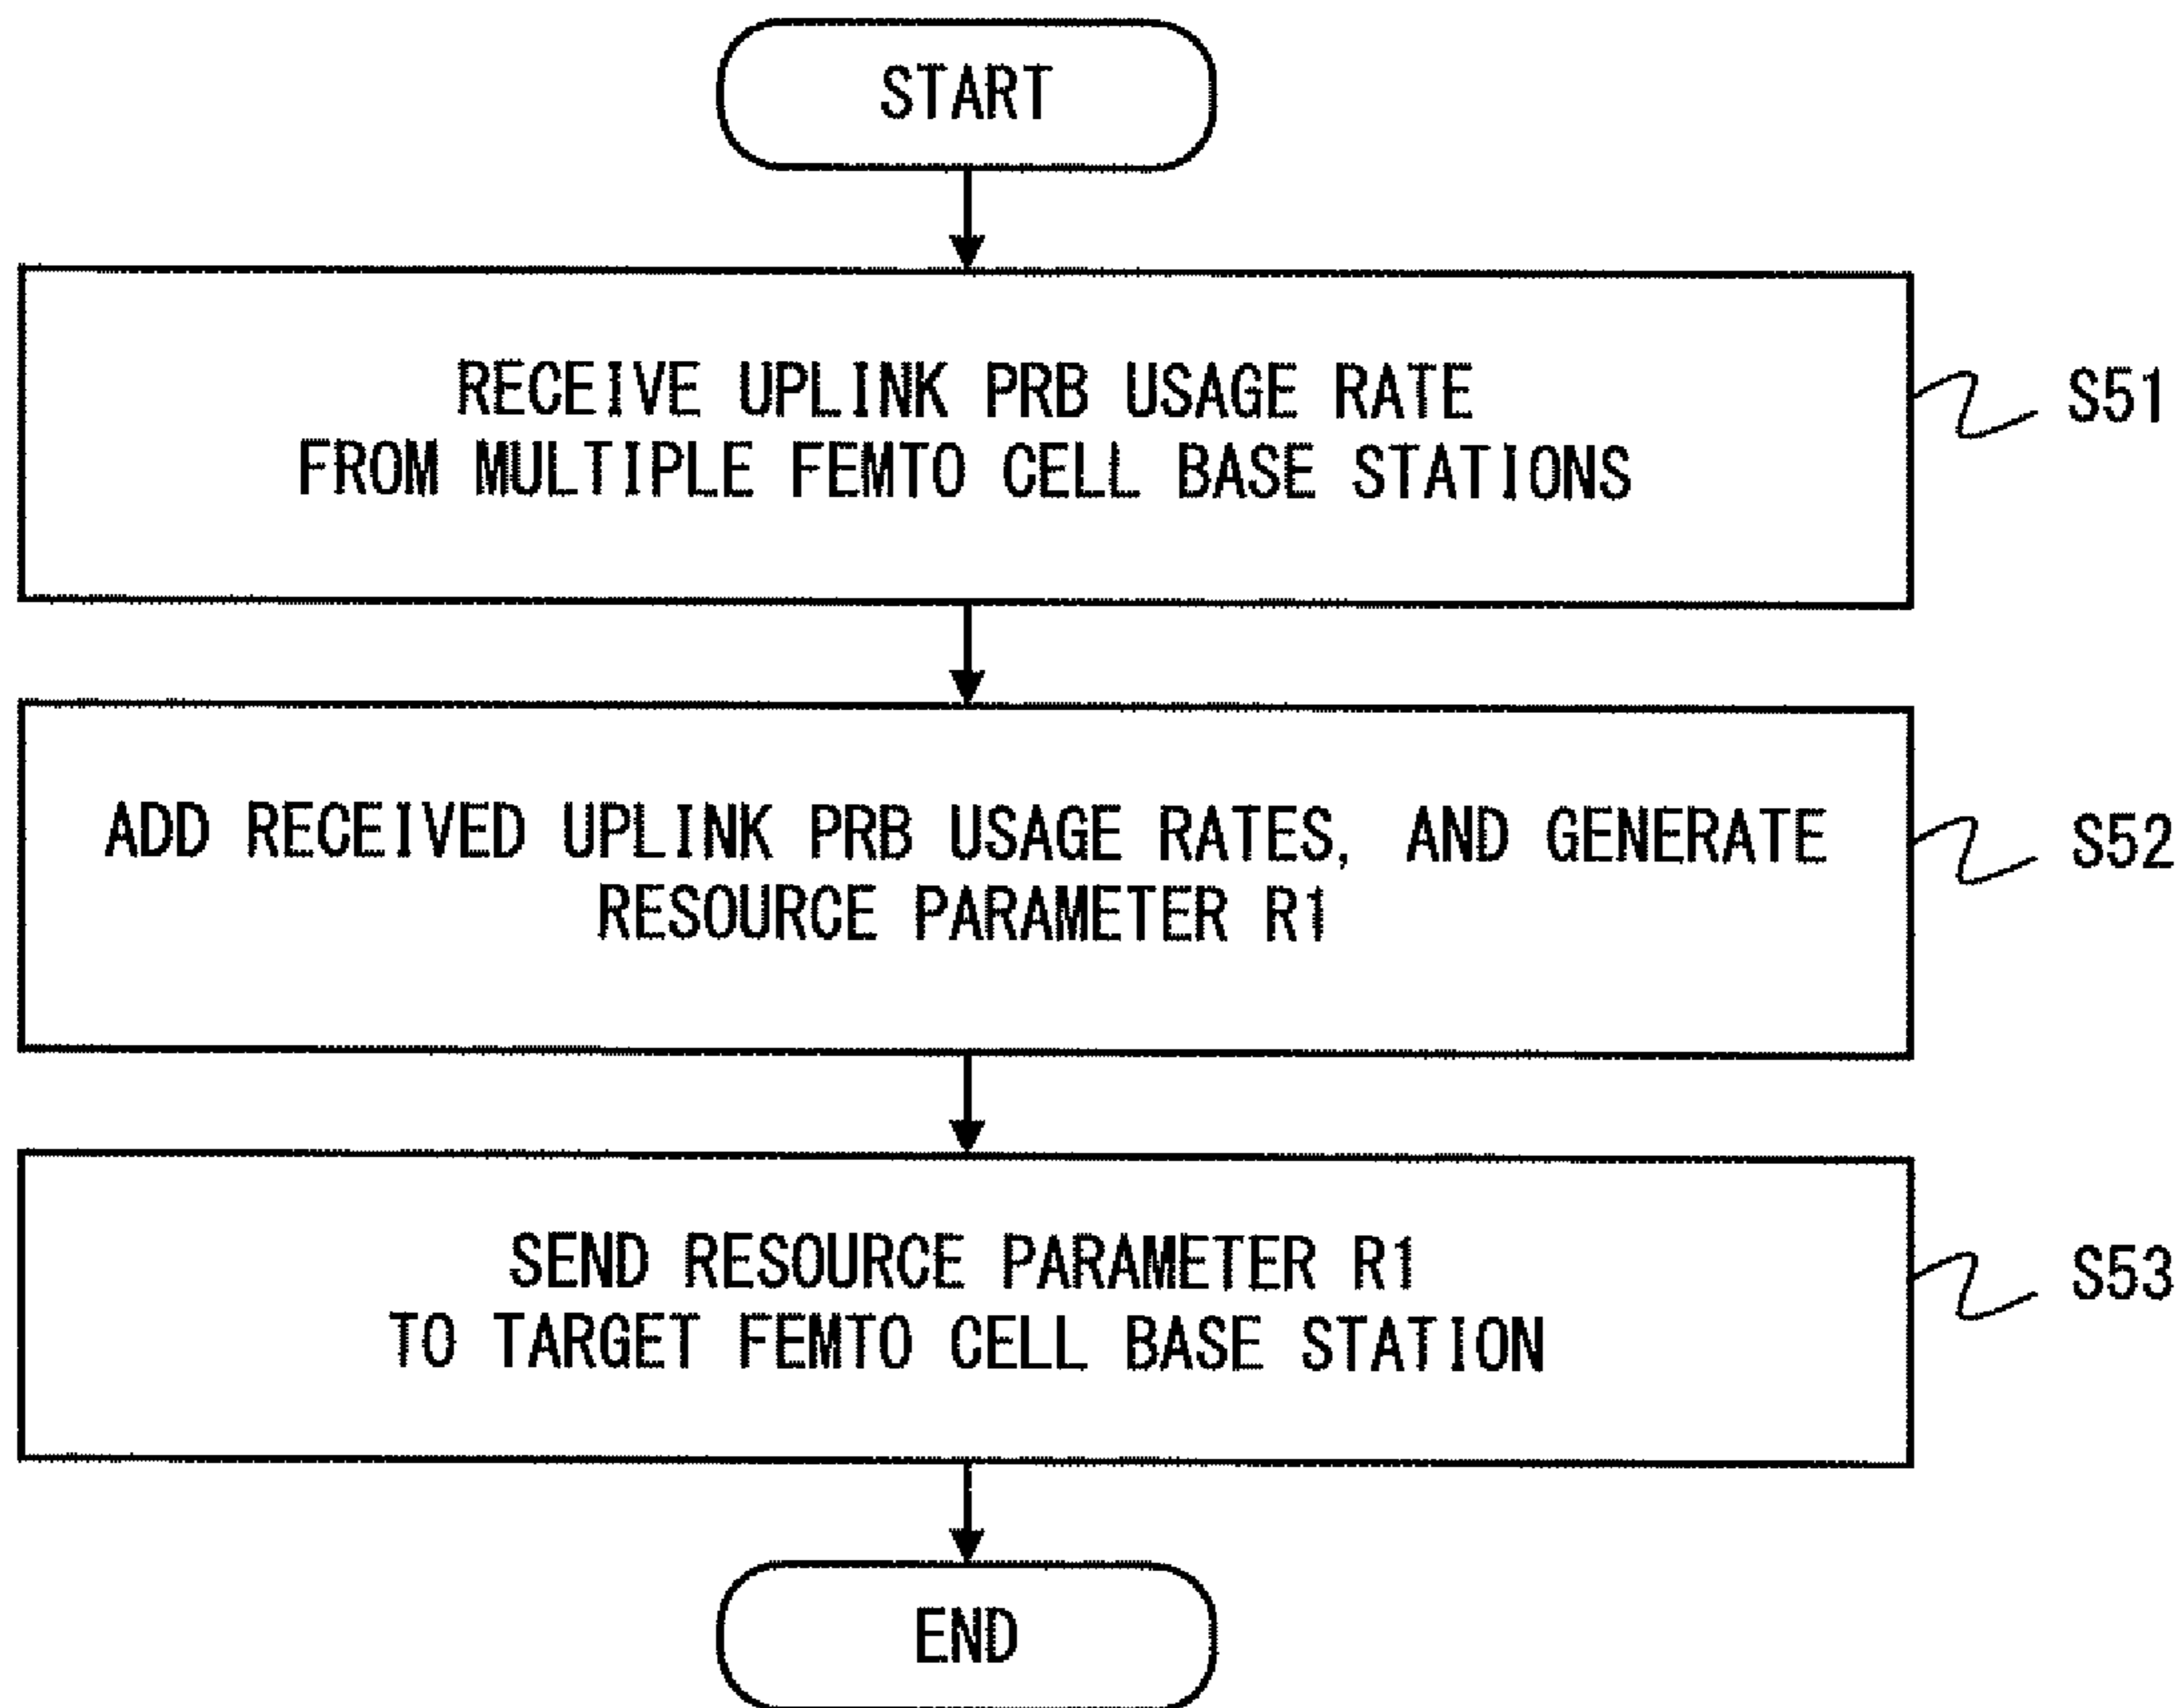 START
RECEIVE UPLINK PRB USAGE RATE
FROM MULTIPLE FEMTO CELL BASE STATIONS
S51
ADD RECEIVED UPLINK PRB USAGE RATES, AND GENERATE
RESOURCE PARAMETER R1
S52
SEND RESOURCE PARAMETER R1
TO TARGET FEMTO CELL BASE STATION
S53
END